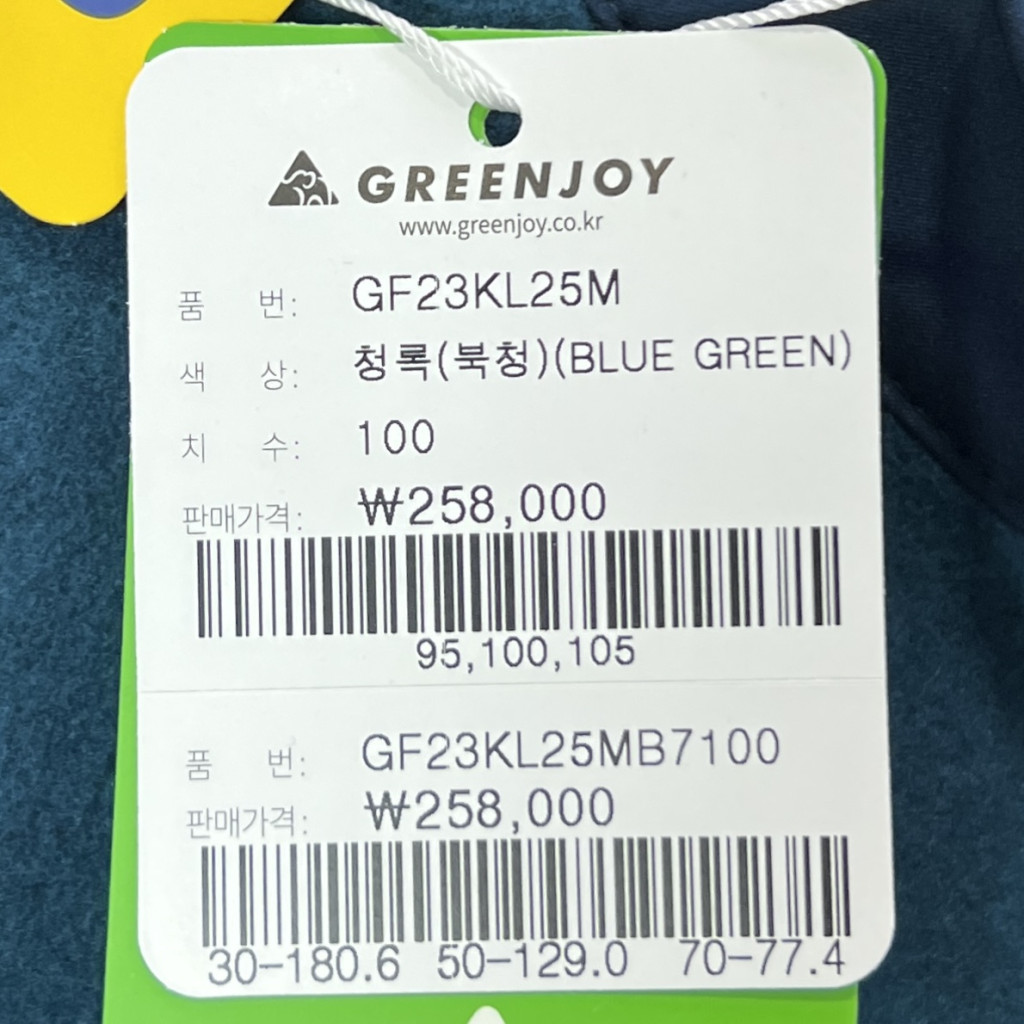 GREENJOY
www.greenjoy.co.kr
품 번: GF23KL25M
색 상: 청록(북청)(BLUE GREEN)
치 수: 100
판매가격: ₩258,000
95,100,105
품 번: GF23KL25MB7100
판매가격: ₩258,000
30-180.6 50-129.0 70-77.4